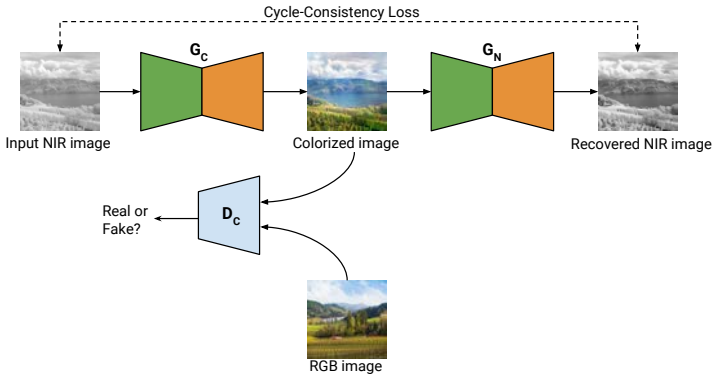 Cycle-Consistency Loss
G_C
G_N
Input NIR image
Colorized image
Recovered NIR image
Real or
Fake?
D_C
RGB image